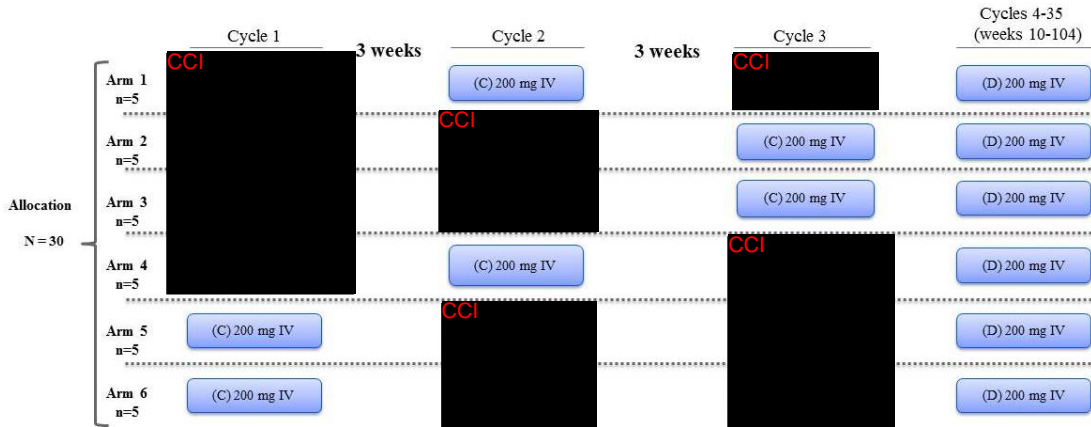 Cycle 1
3 weeks
Cycle 2
3 weeks
Cycle 3
Cycles 4-35
(weeks 10-104)
Allocation
N = 30
Arm 1
n=5
CCI
(C) 200 mg IV
CCI
(D) 200 mg IV
Arm 2
n=5
CCI
(C) 200 mg IV
(D) 200 mg IV
Arm 3
n=5
(C) 200 mg IV
(D) 200 mg IV
Arm 4
n=5
(C) 200 mg IV
CCI
(D) 200 mg IV
Arm 5
n=5
(C) 200 mg IV
CCI
(D) 200 mg IV
Arm 6
n=5
(C) 200 mg IV
(D) 200 mg IV